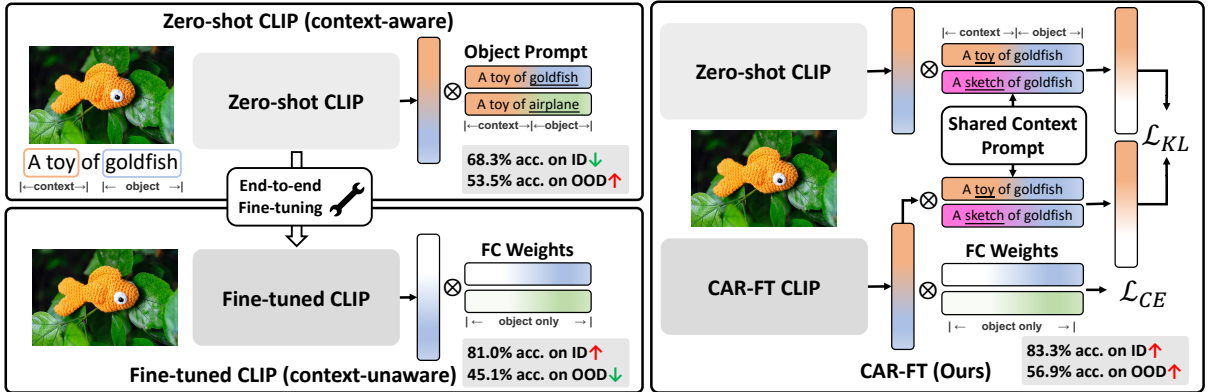 Zero-shot CLIP (context-aware)
Zero-shot CLIP
Object Prompt
A toy of goldfish
A toy of airplane
|← context →|← object →|
A toy of goldfish
|← context →| |← object →|
68.3% acc. on ID↓
53.5% acc. on OOD↑
End-to-end
Fine-tuning
Fine-tuned CLIP
FC Weights
|← object only →|
81.0% acc. on ID↑
45.1% acc. on OOD↓
Fine-tuned CLIP (context-unaware)
Zero-shot CLIP
|← context →|← object →|
A toy of goldfish
A sketch of goldfish
Shared Context
Prompt
A toy of goldfish
A sketch of goldfish
ℒKL
CAR-FT CLIP
FC Weights
|← object only →|
ℒCE
83.3% acc. on ID↑
56.9% acc. on OOD↑
CAR-FT (Ours)